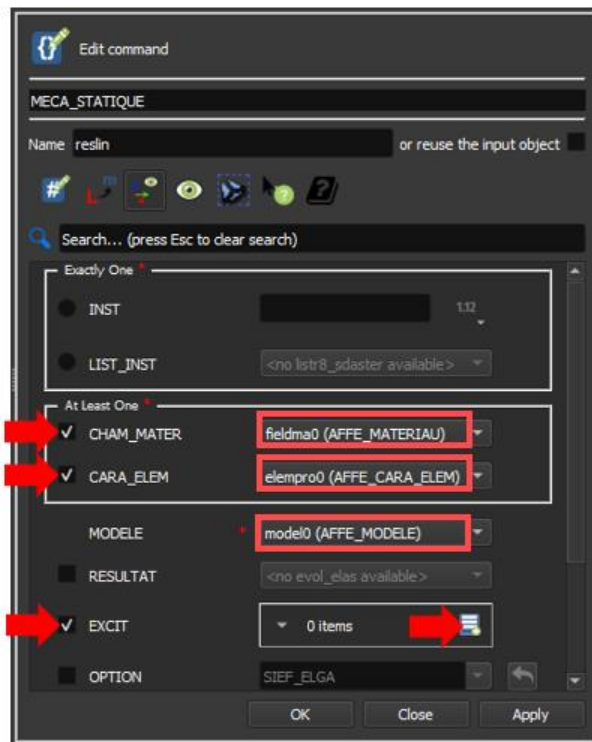 Edit command
MECA_STATIQUE
Name reslin or reuse the input object
Search... (press Esc to clear search)
Exactly One *
INST 1.12
LIST_INST <no listr8_sdaster available>
At Least One *
CHAM_MATER fieldma0 (AFFE_MATERIAU)
CARA_ELEM elempro0 (AFFE_CARA_ELEM)
MODELE * model0 (AFFE_MODELE)
RESULTAT <no evol_elas available>
EXCIT 0 items
OPTION SIEF_ELGA
OK Close Apply